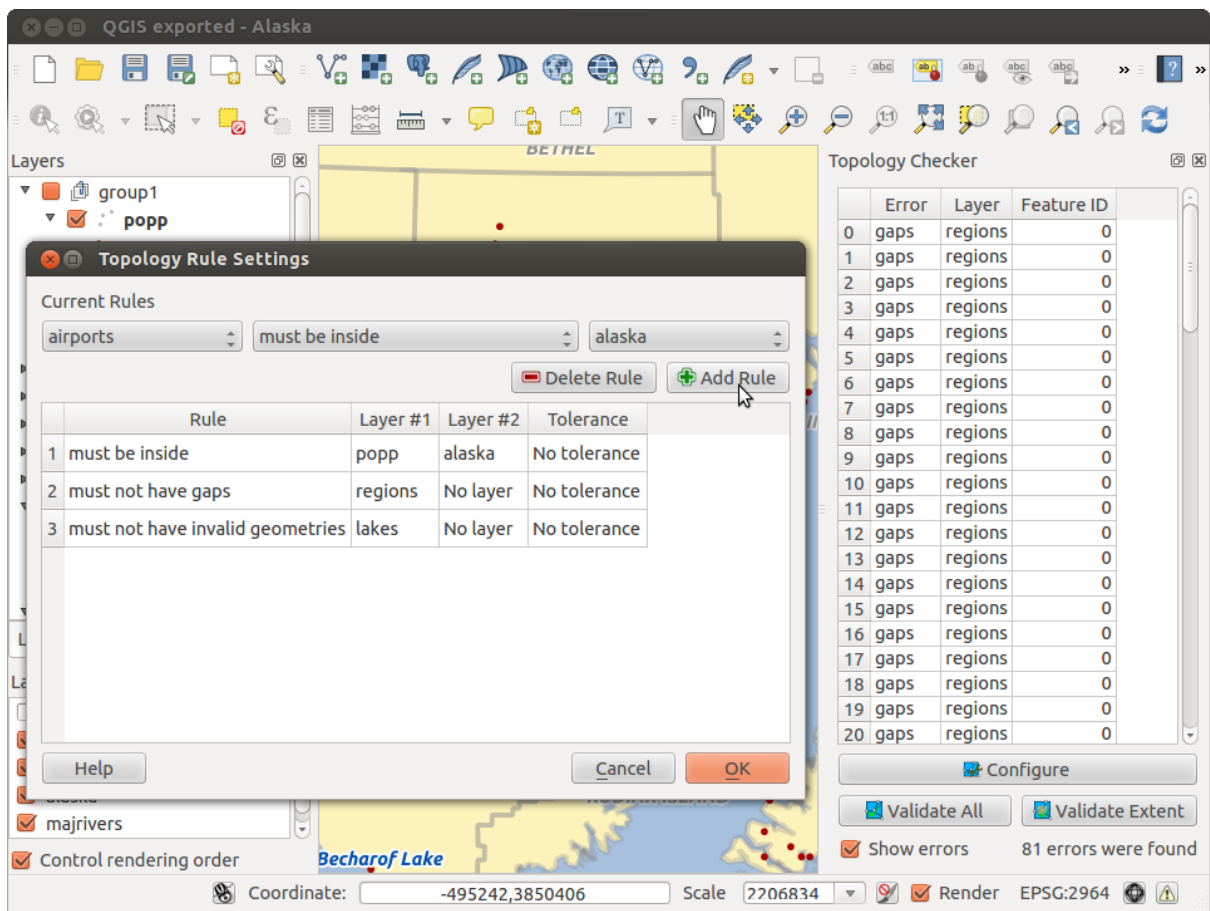 QGIS exported - Alaska
Layers
group1
popp
BETHEL
Topology Checker
Error Layer Feature ID
0 gaps regions 0
1 gaps regions 0
2 gaps regions 0
3 gaps regions 0
4 gaps regions 0
5 gaps regions 0
6 gaps regions 0
7 gaps regions 0
8 gaps regions 0
9 gaps regions 0
10 gaps regions 0
11 gaps regions 0
12 gaps regions 0
13 gaps regions 0
14 gaps regions 0
15 gaps regions 0
16 gaps regions 0
17 gaps regions 0
18 gaps regions 0
19 gaps regions 0
20 gaps regions 0
Configure
Validate All Validate Extent
Show errors 81 errors were found
Topology Rule Settings
Current Rules
airports must be inside alaska
Delete Rule Add Rule
Rule Layer #1 Layer #2 Tolerance
1 must be inside popp alaska No tolerance
2 must not have gaps regions No layer No tolerance
3 must not have invalid geometries lakes No layer No tolerance
Help Cancel OK
majrivers
Control rendering order
Becharof Lake
Coordinate: -495242,3850406 Scale 2206834 Render EPSG:2964